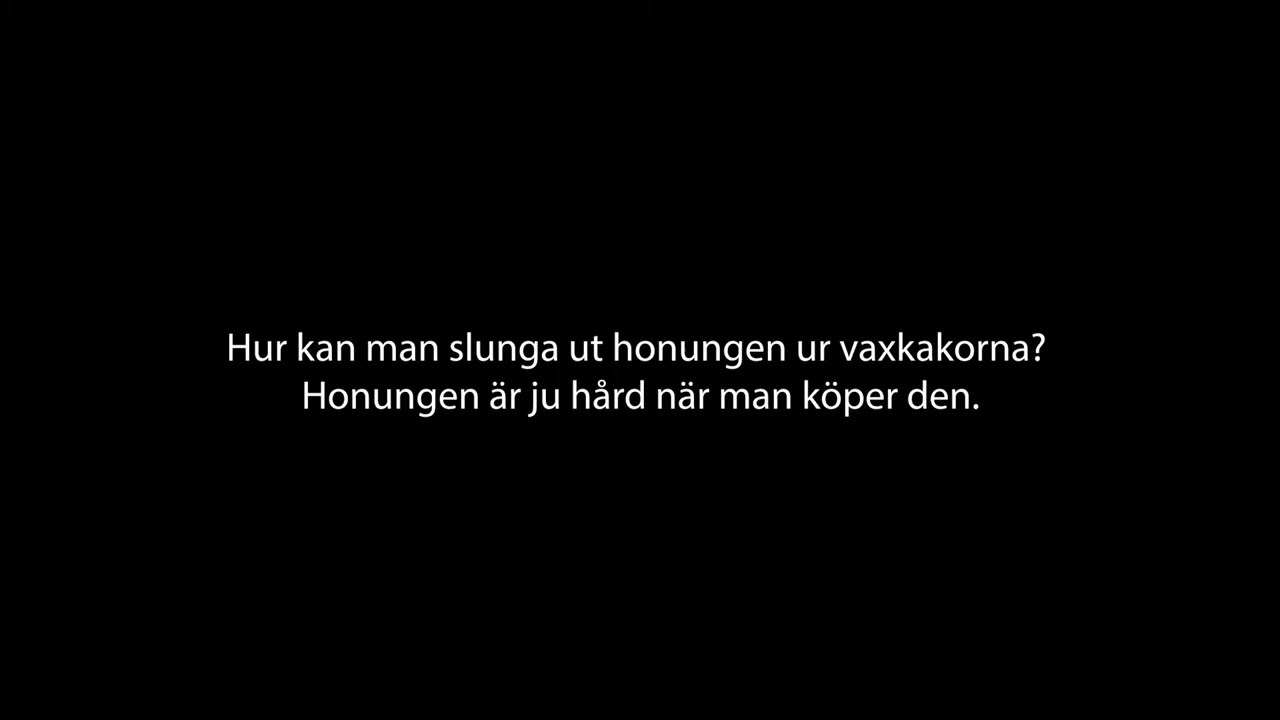 Hur kan man slunga ut honungen ur vaxkakorna?
Honungen är ju hård när man köper den.